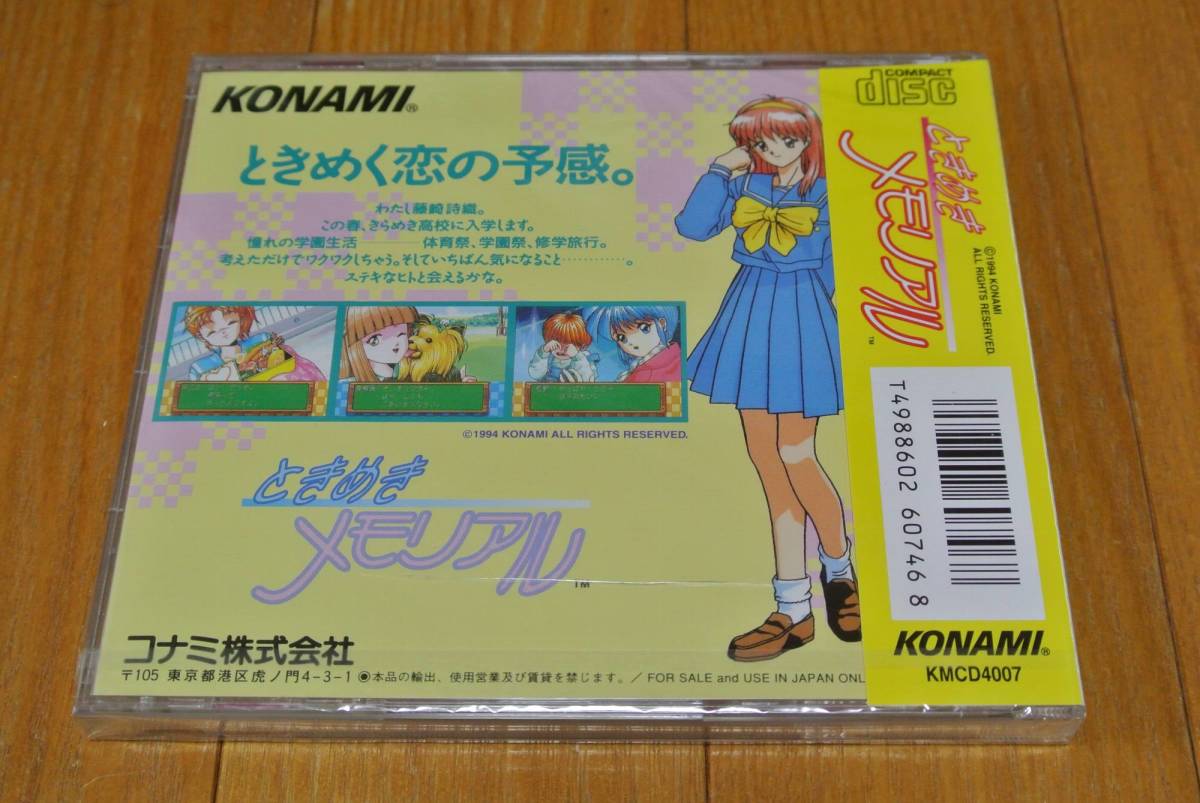 KONAMI®
ときめく恋の予感。
わたし藤崎詩織。
この春、きらめき高校に入学します。
憧れの学園生活――― 体育祭、学園祭、修学旅行。
考えただけでワクワクしちゃう。そしていちばん気になること…………。
ステキなヒトと会えるかな。
©1994 KONAMI ALL RIGHTS RESERVED.
ときめき
メモリアル
TM
コナミ株式会社
〒105 東京都港区虎ノ門4-3-1 ◉本品の輸出、使用営業及び賃貸を禁じます。/ FOR SALE and USE IN JAPAN ONL
COMPACT
disc
ときめき
メモリアル
TM
©1994 KONAMI
ALL RIGHTS RESERVED.
T4988602 60746 8
KONAMI®
KMCD4007